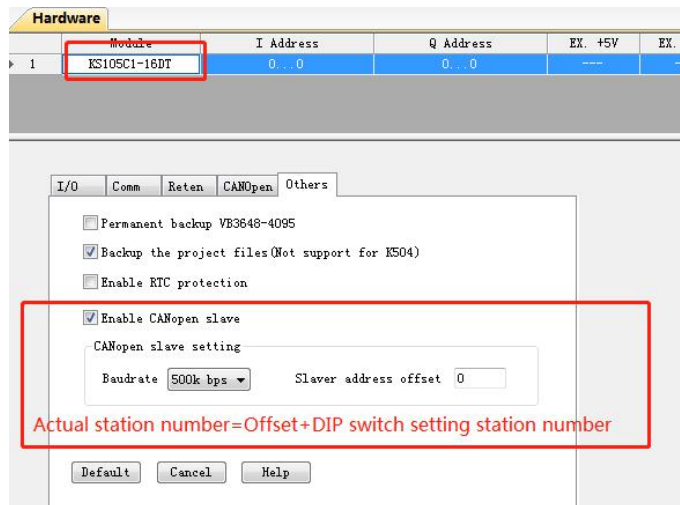 Hardware
Module I Address Q Address EX. +5V EX.
1 KS105C1-16DT 0...0 0...0 ---
I/O Comm Reten CANOpen Others
Permanent backup VB3648-4095
Backup the project files(Not support for K504)
Enable RTC protection
Enable CANopen slave
CANopen slave setting
Baudrate 500k bps Slaver address offset 0
Actual station number=Offset+DIP switch setting station number
Default Cancel Help